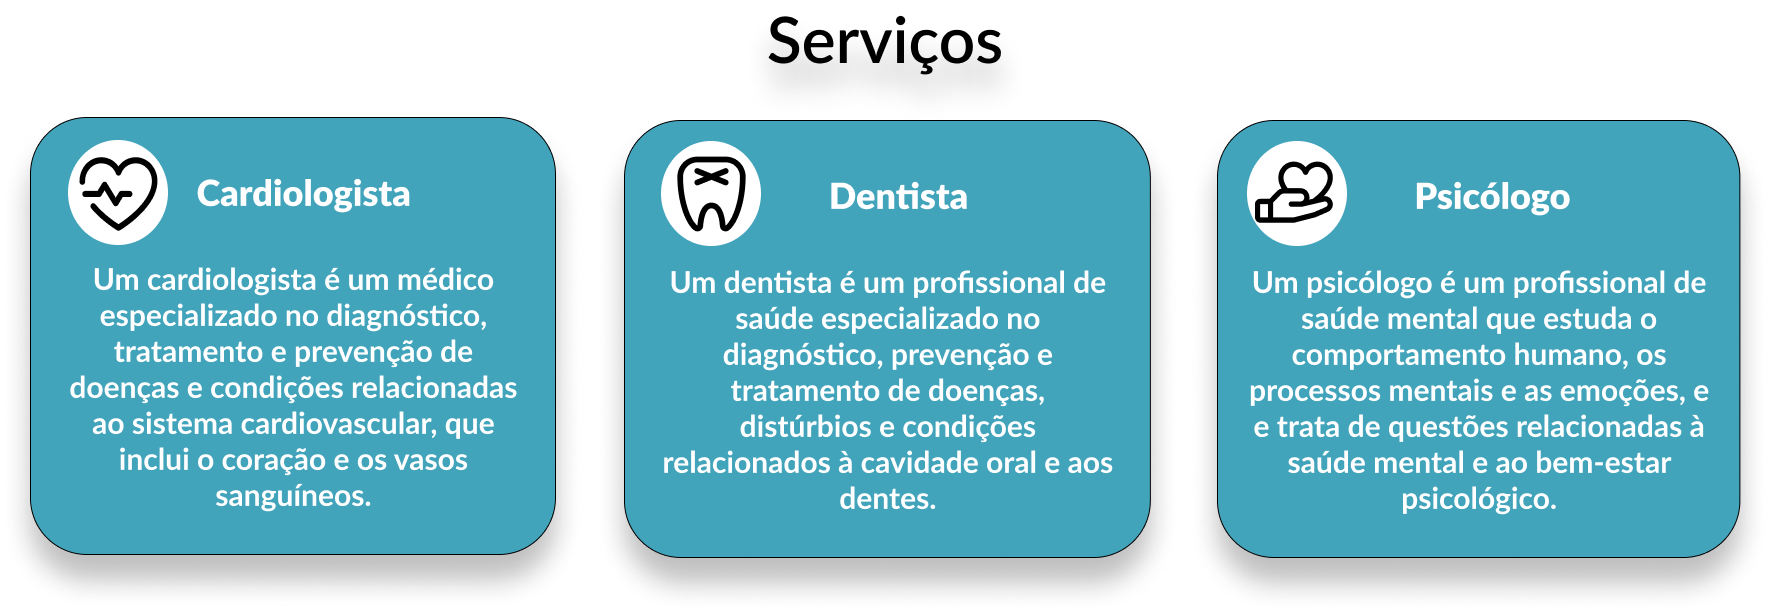 Serviços
Cardiologista
Um cardiologista é um médico
especializado no diagnóstico,
tratamento e prevenção de
doenças e condições relacionadas
ao sistema cardiovascular, que
inclui o coração e os vasos
sanguíneos.
Dentista
Um dentista é um profissional de
saúde especializado no
diagnóstico, prevenção e
tratamento de doenças,
distúrbios e condições
relacionados à cavidade oral e aos
dentes.
Psicólogo
Um psicólogo é um profissional de
saúde mental que estuda o
comportamento humano, os
processos mentais e as emoções, e
e trata de questões relacionadas à
saúde mental e ao bem-estar
psicológico.